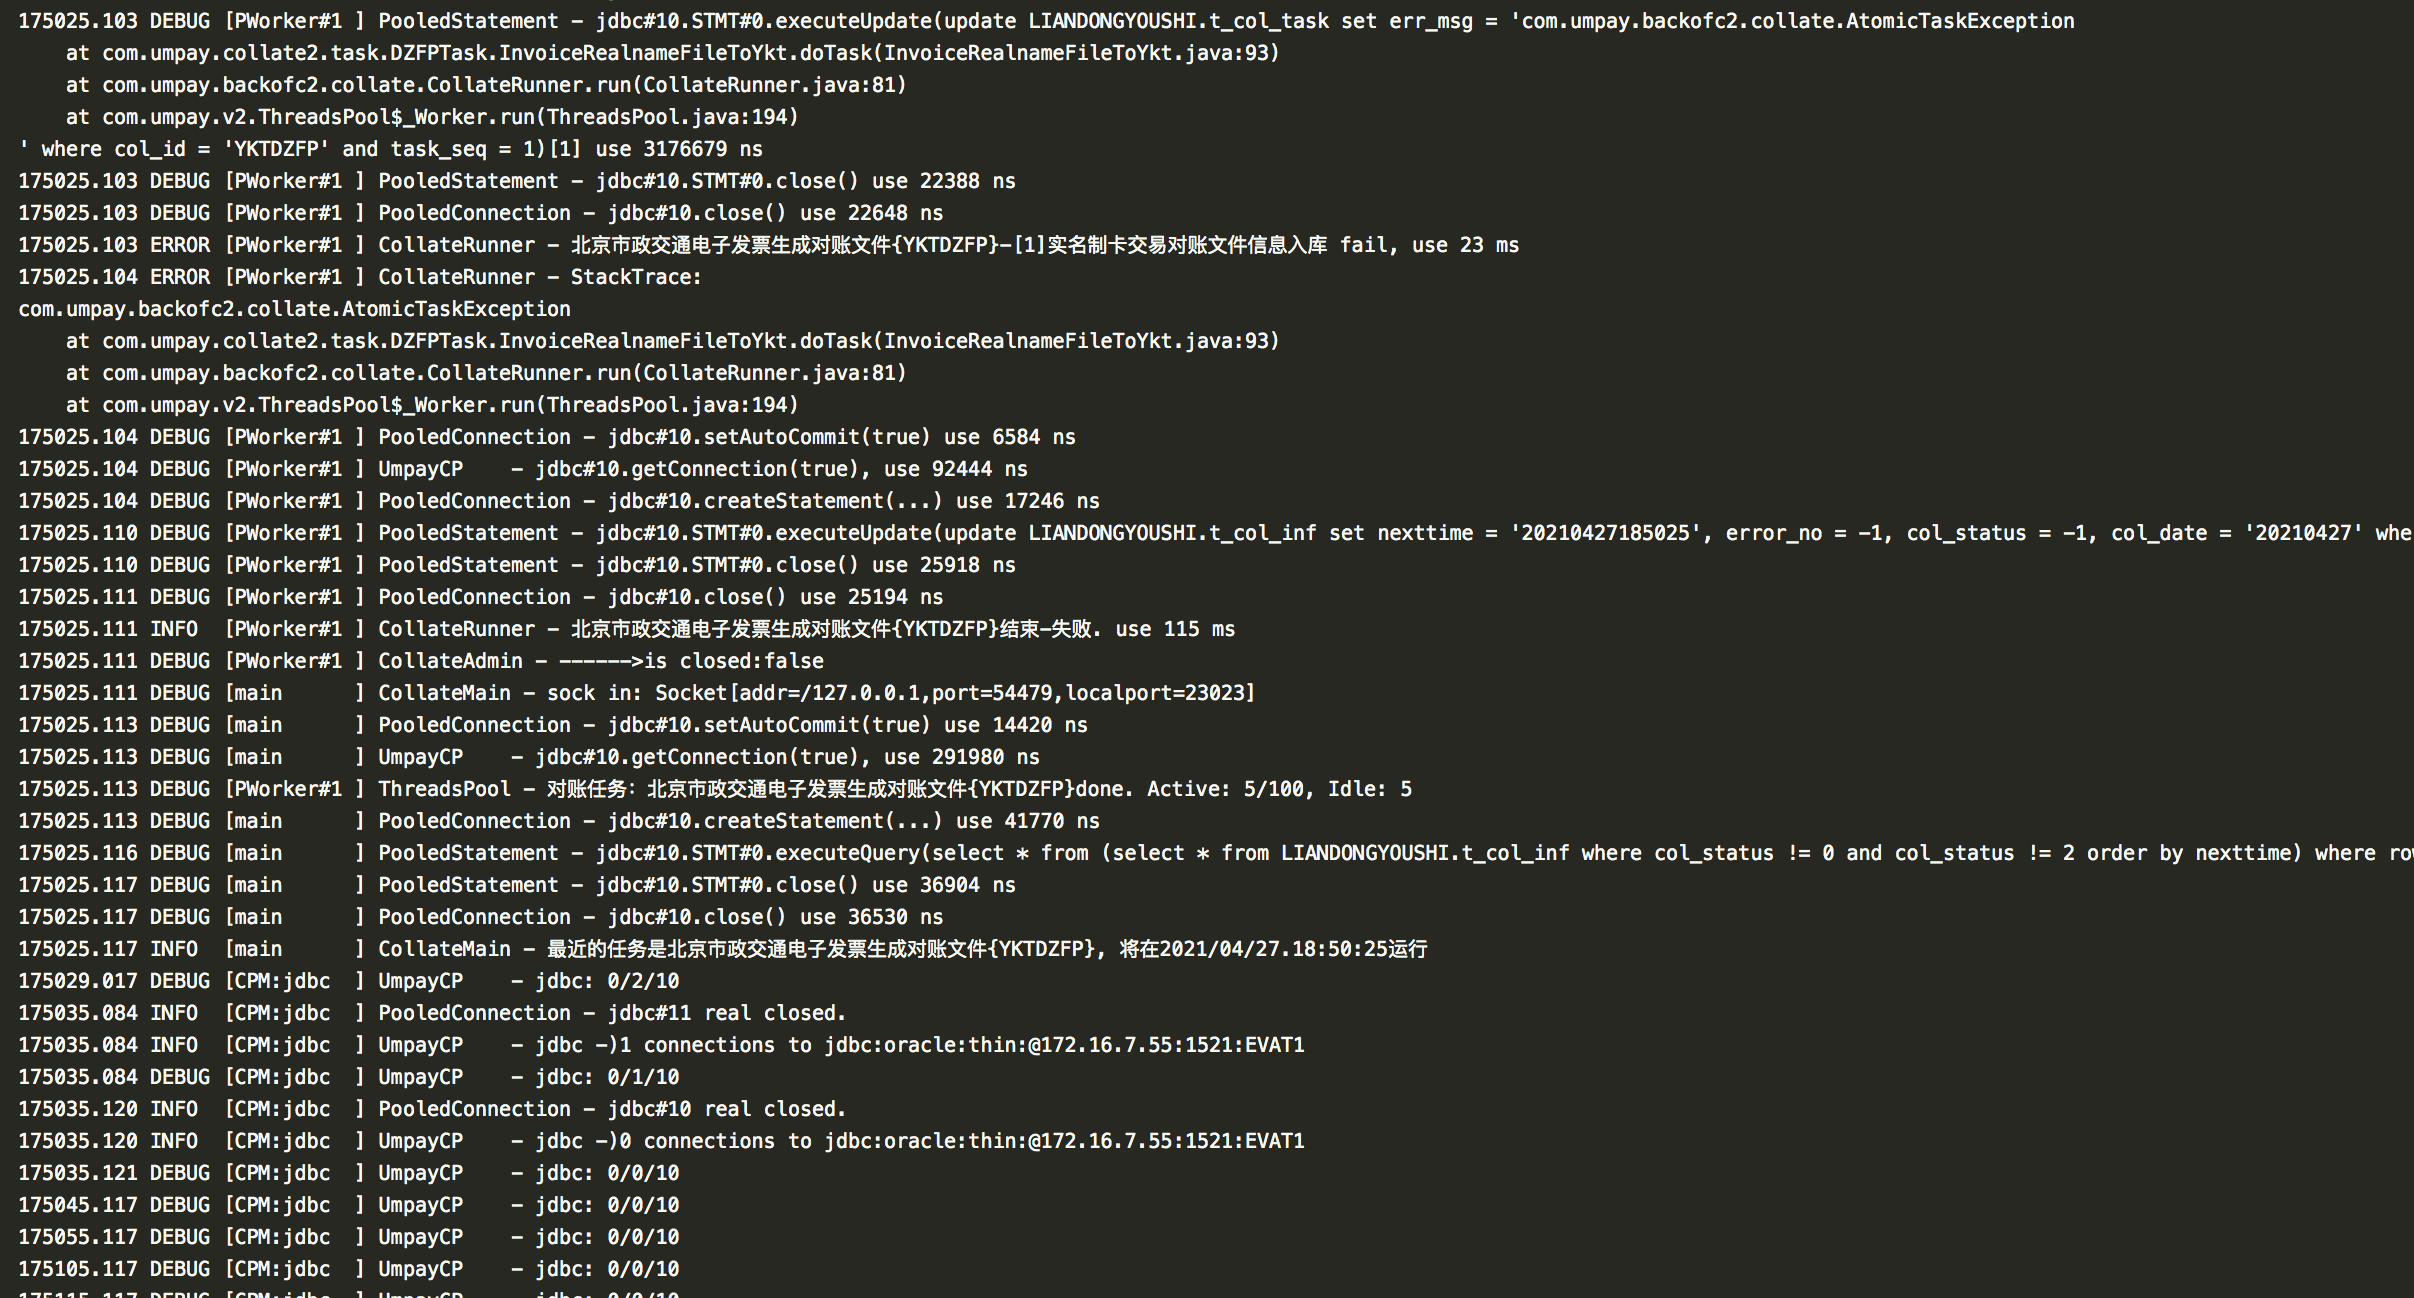 175025.103 DEBUG [PWorker#1 ] PooledStatement - jdbc#10.STMT#0.executeUpdate(update LIANDONGYOUSHI.t_col_task set err_msg = 'com.umpay.backofc2.collate.AtomicTaskException
    at com.umpay.collate2.task.DZFPTask.InvoiceRealnameFileToYkt.doTask(InvoiceRealnameFileToYkt.java:93)
    at com.umpay.backofc2.collate.CollateRunner.run(CollateRunner.java:81)
    at com.umpay.v2.ThreadsPool$_Worker.run(ThreadsPool.java:194)
' where col_id = 'YKTDZFP' and task_seq = 1)[1] use 3176679 ns
175025.103 DEBUG [PWorker#1 ] PooledStatement - jdbc#10.STMT#0.close() use 22388 ns
175025.103 DEBUG [PWorker#1 ] PooledConnection - jdbc#10.close() use 22648 ns
175025.103 ERROR [PWorker#1 ] CollateRunner - 北京市政交通电子发票生成对账文件{YKTDZFP}-[1]实名制卡交易对账文件信息入库 fail, use 23 ms
175025.104 ERROR [PWorker#1 ] CollateRunner - StackTrace:
com.umpay.backofc2.collate.AtomicTaskException
    at com.umpay.collate2.task.DZFPTask.InvoiceRealnameFileToYkt.doTask(InvoiceRealnameFileToYkt.java:93)
    at com.umpay.backofc2.collate.CollateRunner.run(CollateRunner.java:81)
    at com.umpay.v2.ThreadsPool$_Worker.run(ThreadsPool.java:194)
175025.104 DEBUG [PWorker#1 ] PooledConnection - jdbc#10.setAutoCommit(true) use 6584 ns
175025.104 DEBUG [PWorker#1 ] UmpayCP    - jdbc#10.getConnection(true), use 92444 ns
175025.104 DEBUG [PWorker#1 ] PooledConnection - jdbc#10.createStatement(...) use 17246 ns
175025.110 DEBUG [PWorker#1 ] PooledStatement - jdbc#10.STMT#0.executeUpdate(update LIANDONGYOUSHI.t_col_inf set nexttime = '20210427185025', error_no = -1, col_status = -1, col_date = '20210427' whe
175025.110 DEBUG [PWorker#1 ] PooledStatement - jdbc#10.STMT#0.close() use 25918 ns
175025.111 DEBUG [PWorker#1 ] PooledConnection - jdbc#10.close() use 25194 ns
175025.111 INFO  [PWorker#1 ] CollateRunner - 北京市政交通电子发票生成对账文件{YKTDZFP}结束-失败. use 115 ms
175025.111 DEBUG [PWorker#1 ] CollateAdmin - ------>is closed:false
175025.111 DEBUG [main      ] CollateMain - sock in: Socket[addr=/127.0.0.1,port=54479,localport=23023]
175025.113 DEBUG [main      ] PooledConnection - jdbc#10.setAutoCommit(true) use 14420 ns
175025.113 DEBUG [main      ] UmpayCP    - jdbc#10.getConnection(true), use 291980 ns
175025.113 DEBUG [PWorker#1 ] ThreadsPool - 对账任务：北京市政交通电子发票生成对账文件{YKTDZFP}done. Active: 5/100, Idle: 5
175025.113 DEBUG [main      ] PooledConnection - jdbc#10.createStatement(...) use 41770 ns
175025.116 DEBUG [main      ] PooledStatement - jdbc#10.STMT#0.executeQuery(select * from (select * from LIANDONGYOUSHI.t_col_inf where col_status != 0 and col_status != 2 order by nexttime) where row
175025.117 DEBUG [main      ] PooledStatement - jdbc#10.STMT#0.close() use 36904 ns
175025.117 DEBUG [main      ] PooledConnection - jdbc#10.close() use 36530 ns
175025.117 INFO  [main      ] CollateMain - 最近的任务是北京市政交通电子发票生成对账文件{YKTDZFP}, 将在2021/04/27.18:50:25运行
175029.017 DEBUG [CPM:jdbc  ] UmpayCP    - jdbc: 0/2/10
175035.084 INFO  [CPM:jdbc  ] PooledConnection - jdbc#11 real closed.
175035.084 INFO  [CPM:jdbc  ] UmpayCP    - jdbc -)1 connections to jdbc:oracle:thin:@172.16.7.55:1521:EVAT1
175035.084 DEBUG [CPM:jdbc  ] UmpayCP    - jdbc: 0/1/10
175035.120 INFO  [CPM:jdbc  ] PooledConnection - jdbc#10 real closed.
175035.120 INFO  [CPM:jdbc  ] UmpayCP    - jdbc -)0 connections to jdbc:oracle:thin:@172.16.7.55:1521:EVAT1
175035.121 DEBUG [CPM:jdbc  ] UmpayCP    - jdbc: 0/0/10
175045.117 DEBUG [CPM:jdbc  ] UmpayCP    - jdbc: 0/0/10
175055.117 DEBUG [CPM:jdbc  ] UmpayCP    - jdbc: 0/0/10
175105.117 DEBUG [CPM:jdbc  ] UmpayCP    - jdbc: 0/0/10
175115.117 DEBUG [CPM:jdbc  ] UmpayCP    - jdbc: 0/0/10